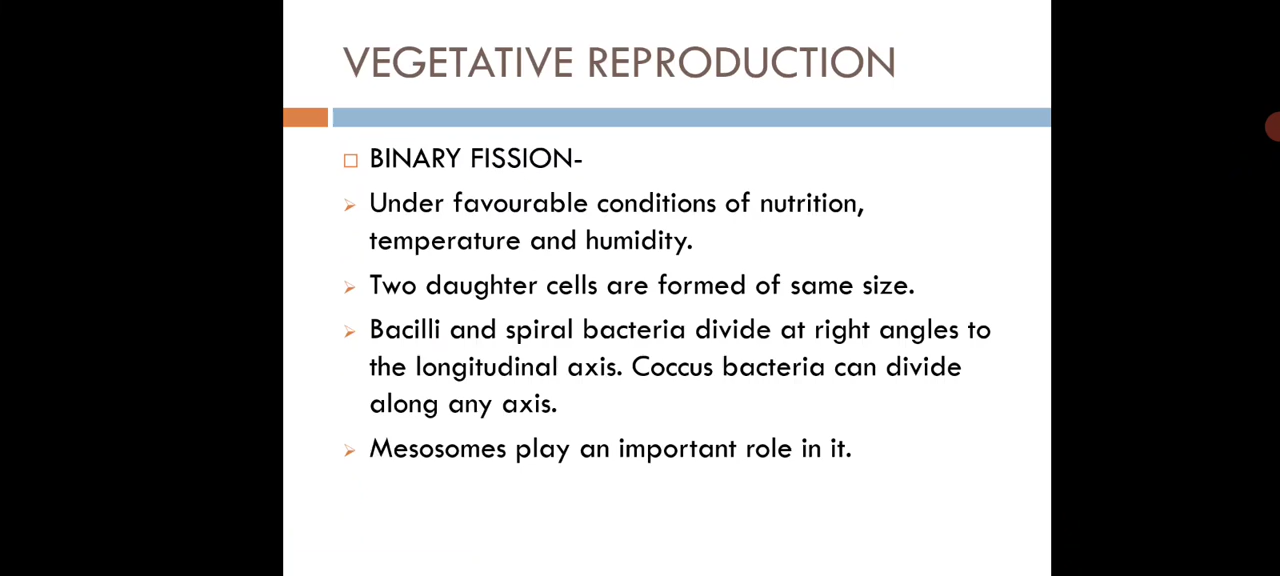 VEGETATIVE REPRODUCTION
BINARY FISSION-
Under favourable conditions of nutrition,
temperature and humidity.
Two daughter cells are formed of same size.
Bacilli and spiral bacteria divide at right angles to
the longitudinal axis. Coccus bacteria can divide
along any axis.
Mesosomes play an important role in it.